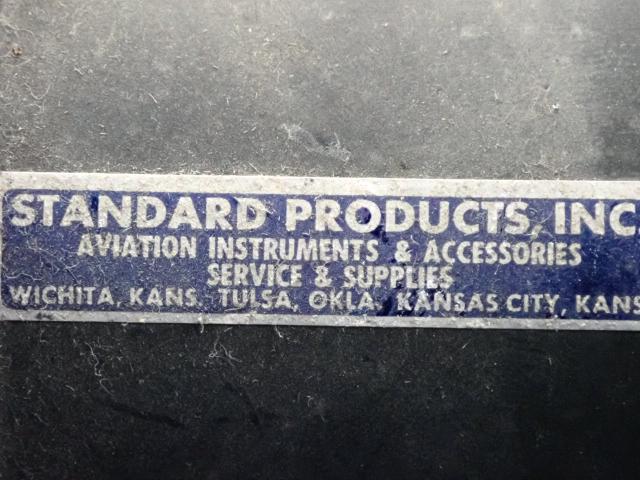 STANDARD PRODUCTS, INC.
AVIATION INSTRUMENTS & ACCESSORIES
SERVICE & SUPPLIES
WICHITA, KANS. TULSA, OKLA. KANSAS CITY, KANS